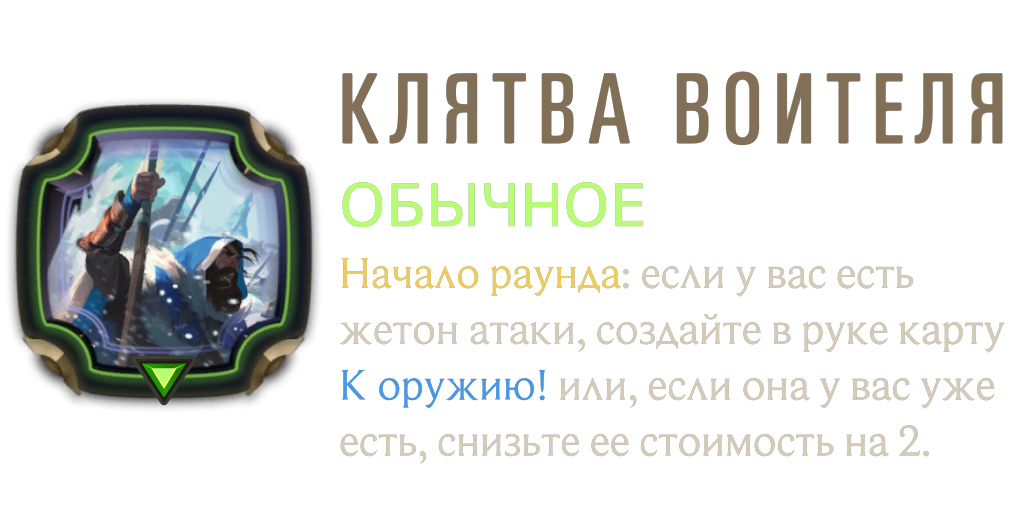 КЛЯТВА ВОИТЕЛЯ
ОБЫЧНОЕ
Начало раунда: если у вас есть
жетон атаки, создайте в руке карту
К оружию! или, если она у вас уже
есть, снизьте ее стоимость на 2.